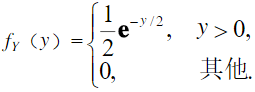 f_Y（y）= { 1/2 e^{-y/2}, y > 0,
0, 其他.